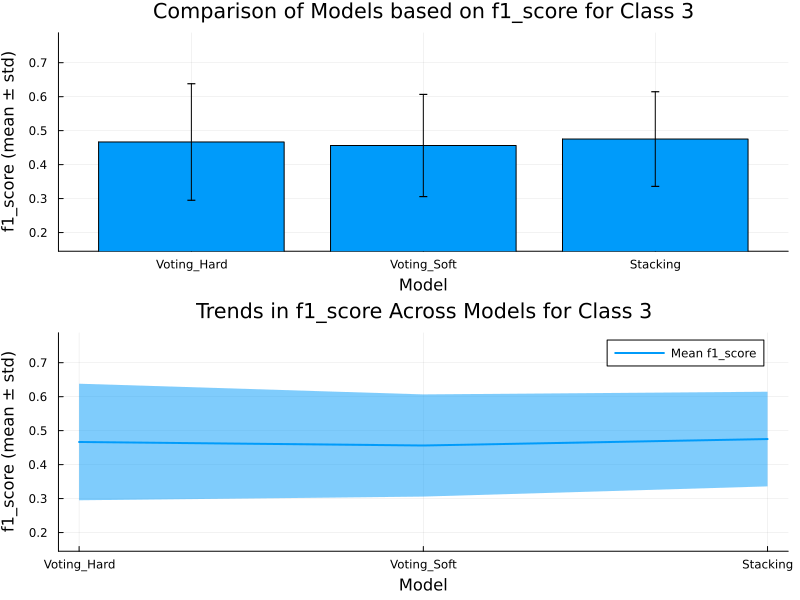 Comparison of Models based on f1_score for Class 3
f1_score (mean ± std)
0.7
0.6
0.5
0.4
0.3
0.2
Voting_Hard
Voting_Soft
Stacking
Model
Trends in f1_score Across Models for Class 3
f1_score (mean ± std)
0.7
0.6
0.5
0.4
0.3
0.2
Mean f1_score
Voting_Hard
Voting_Soft
Stacking
Model